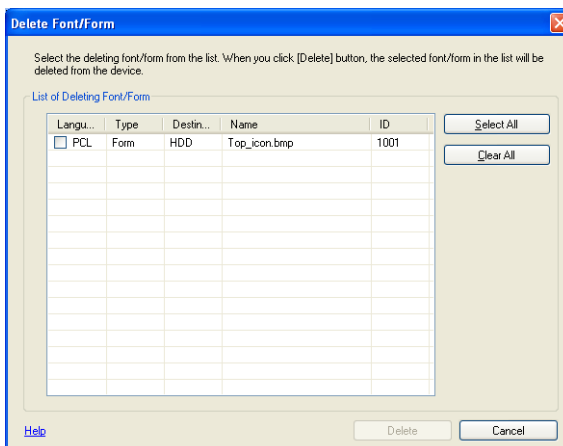 Delete Font/Form
Select the deleting font/form from the list. When you click [Delete] button, the selected font/form in the list will be
deleted from the device.
List of Deleting Font/Form
Langu... Type Destin... Name ID
PCL Form HDD Top_icon.bmp 1001
Select All
Clear All
Help
Delete
Cancel